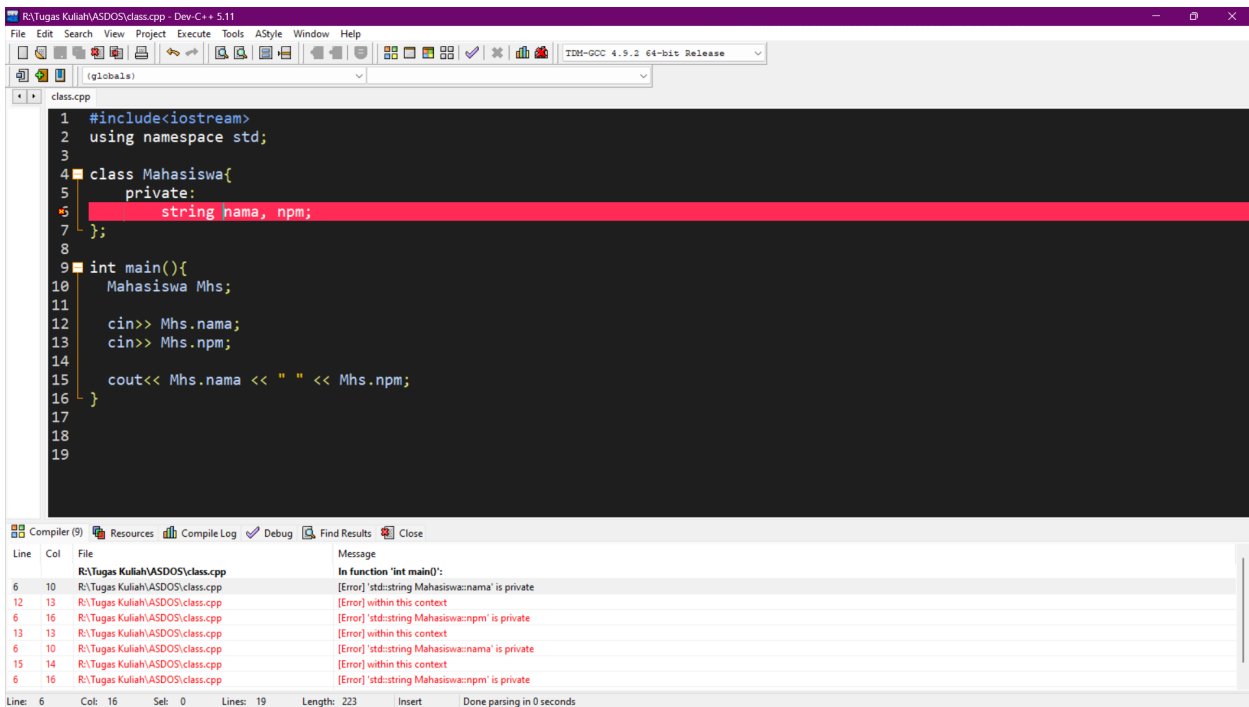 R:\Tugas Kuliah\ASDOS\class.cpp - Dev-C++ 5.11
File Edit Search View Project Execute Tools AStyle Window Help
TDM-GCC 4.9.2 64-bit Release
(globals)
class.cpp
1 #include<iostream>
2 using namespace std;
3
4 class Mahasiswa{
5 private:
6 string nama, npm;
7 };
8
9 int main(){
10 Mahasiswa Mhs;
11
12 cin>> Mhs.nama;
13 cin>> Mhs.npm;
14
15 cout<< Mhs.nama << " " << Mhs.npm;
16 }
17
18
19
Compiler (9) Resources Compile Log Debug Find Results Close
Line Col File Message
R:\Tugas Kuliah\ASDOS\class.cpp In function 'int main()':
6 10 R:\Tugas Kuliah\ASDOS\class.cpp [Error] 'std::string Mahasiswa::nama' is private
12 13 R:\Tugas Kuliah\ASDOS\class.cpp [Error] within this context
6 16 R:\Tugas Kuliah\ASDOS\class.cpp [Error] 'std::string Mahasiswa::npm' is private
13 13 R:\Tugas Kuliah\ASDOS\class.cpp [Error] within this context
6 10 R:\Tugas Kuliah\ASDOS\class.cpp [Error] 'std::string Mahasiswa::nama' is private
15 14 R:\Tugas Kuliah\ASDOS\class.cpp [Error] within this context
6 16 R:\Tugas Kuliah\ASDOS\class.cpp [Error] 'std::string Mahasiswa::npm' is private
Line: 6 Col: 16 Sel: 0 Lines: 19 Length: 223 Insert Done parsing in 0 seconds